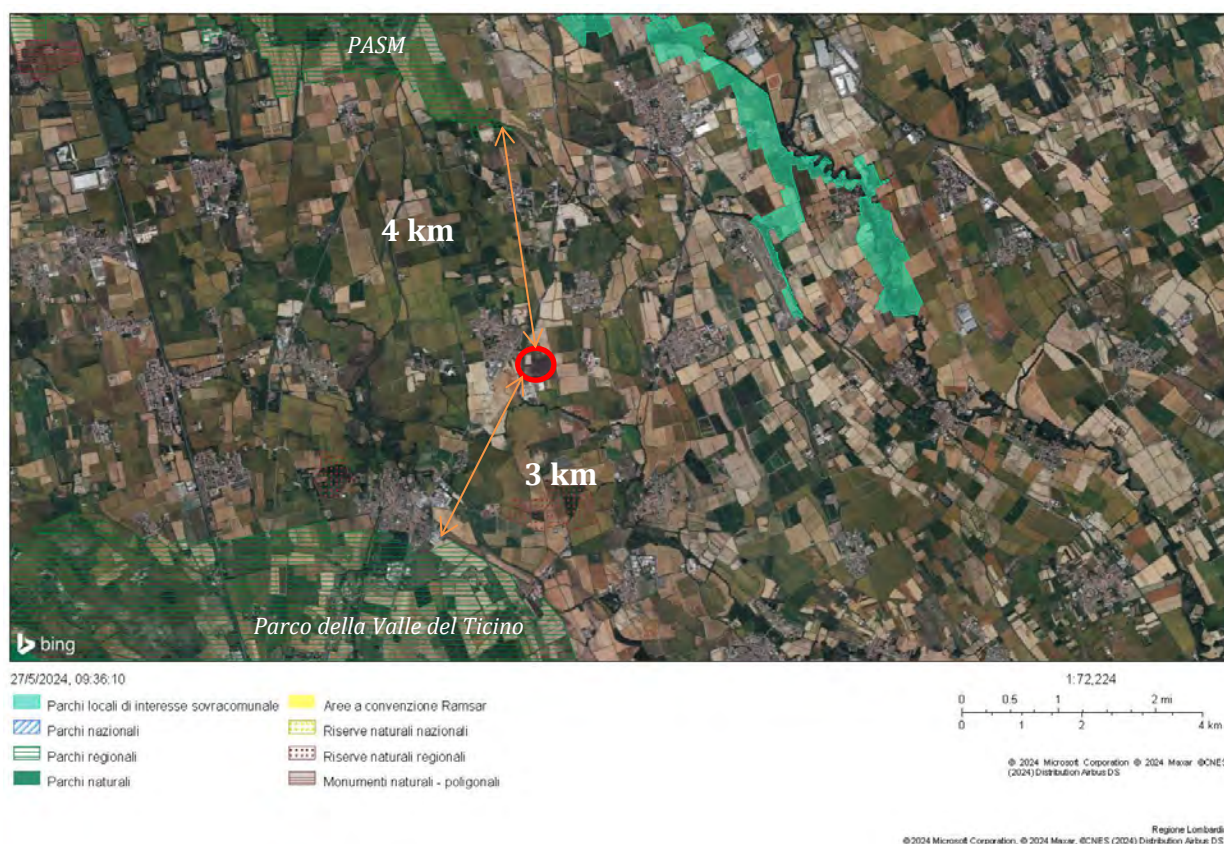 PASM
4 km
3 km
Parco della Valle del Ticino
bing
27/5/2024, 09:36:10
Parchi locali di interesse sovracomunale
Parchi nazionali
Parchi regionali
Parchi naturali
Aree a convenzione Ramsar
Riserve naturali nazionali
Riserve naturali regionali
Monumenti naturali - poligonali
1:72,224
0 0.5 1 2 mi
0 1 2 4 km
© 2024 Microsoft Corporation © 2024 Maxar ©CNES
(2024) Distribution Airbus DS
Regione Lombardi
©2024 Microsoft Corporation, © 2024 Maxar, ©CNES (2024) Distribution Airbus DS,